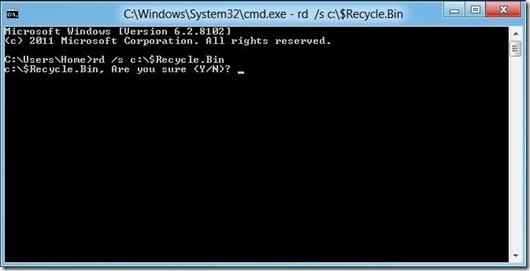 C:\Windows\System32\cmd.exe - rd /s c:\$Recycle.Bin
Microsoft Windows [Version 6.2.8102]
(c) 2011 Microsoft Corporation. All rights reserved.
C:\Users\Home>rd /s c:\$Recycle.Bin
c:\$Recycle.Bin, Are you sure (Y/N)? _